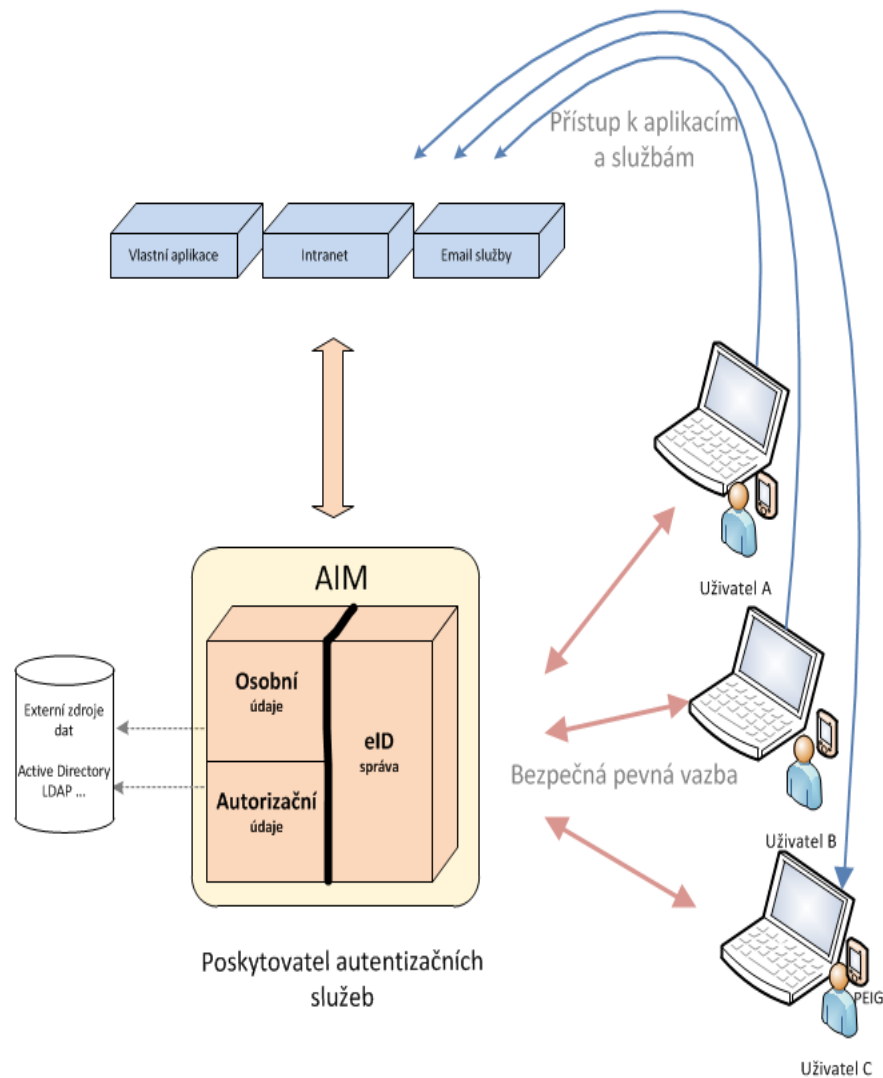 Přístup k aplikacím
a službám
Vlastní aplikace
Intranet
Email služby
Uživatel A
AIM
Osobní
údaje
eID
správa
Autorizační
údaje
Externí zdroje
dat
Active Directory
LDAP ...
Bezpečná pevná vazba
Uživatel B
Poskytovatel autentizačních
služeb
PEIG
Uživatel C